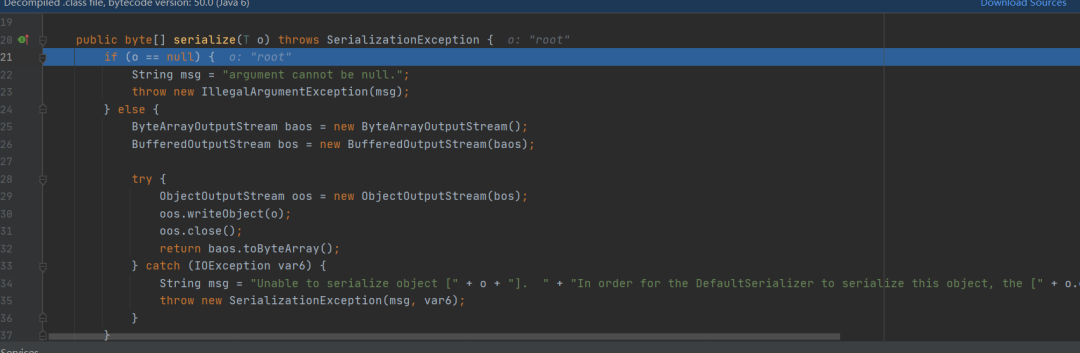 Decompiled .class file, bytecode version: 50.0 (Java 6) Download Sources
19
20 public byte[] serialize(T o) throws SerializationException { o: "root"
21 if (o == null) { o: "root"
22 String msg = "argument cannot be null.";
23 throw new IllegalArgumentException(msg);
24 } else {
25 ByteArrayOutputStream baos = new ByteArrayOutputStream();
26 BufferedOutputStream bos = new BufferedOutputStream(baos);
27
28 try {
29 ObjectOutputStream oos = new ObjectOutputStream(bos);
30 oos.writeObject(o);
31 oos.close();
32 return baos.toByteArray();
33 } catch (IOException var6) {
34 String msg = "Unable to serialize object [" + o + "].  " + "In order for the DefaultSerializer to serialize this object, the [" + o.
35 throw new SerializationException(msg, var6);
36 }
37 }
Services